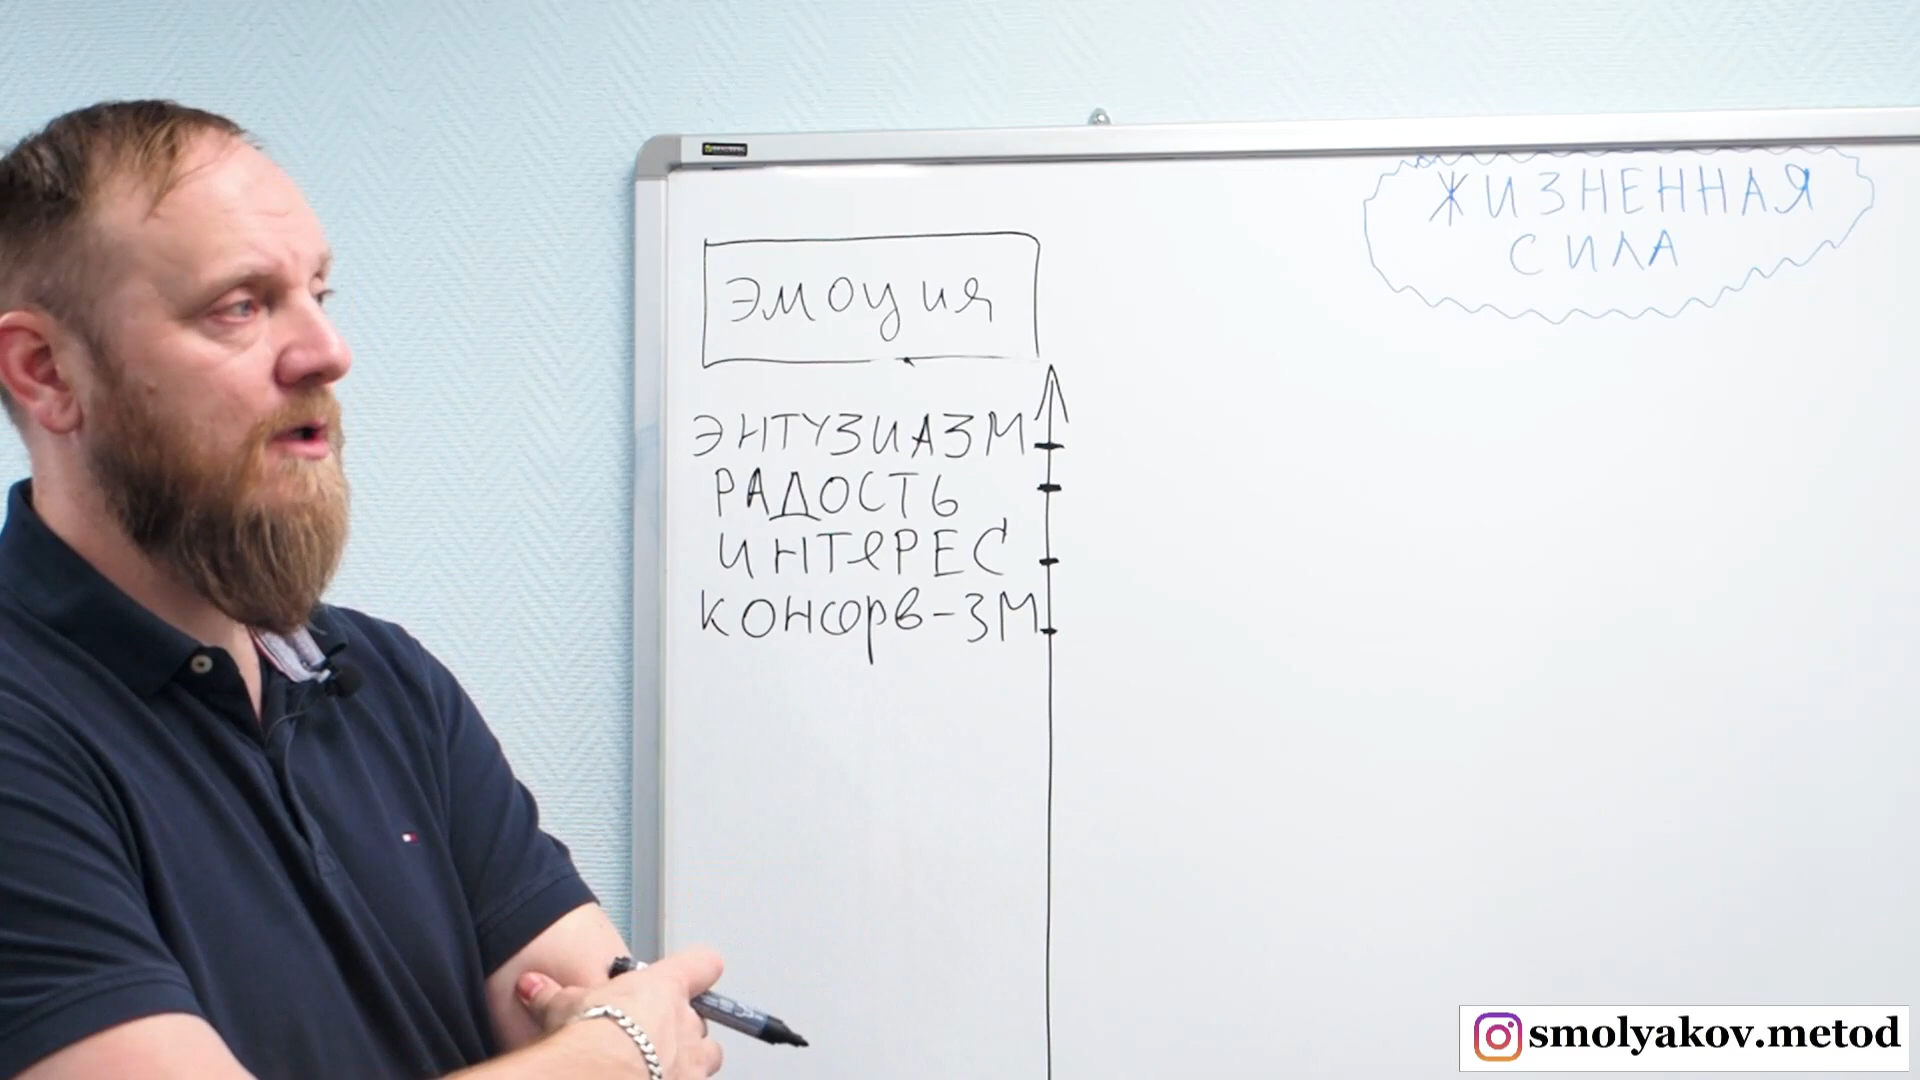 ЖИЗНЕННАЯ
СИЛА
эмоция
ЭНТУЗИАЗМ
РАДОСТЬ
ИНТЕРЕС
КОНСЕРВ-ЗМ
smolyakov.metod